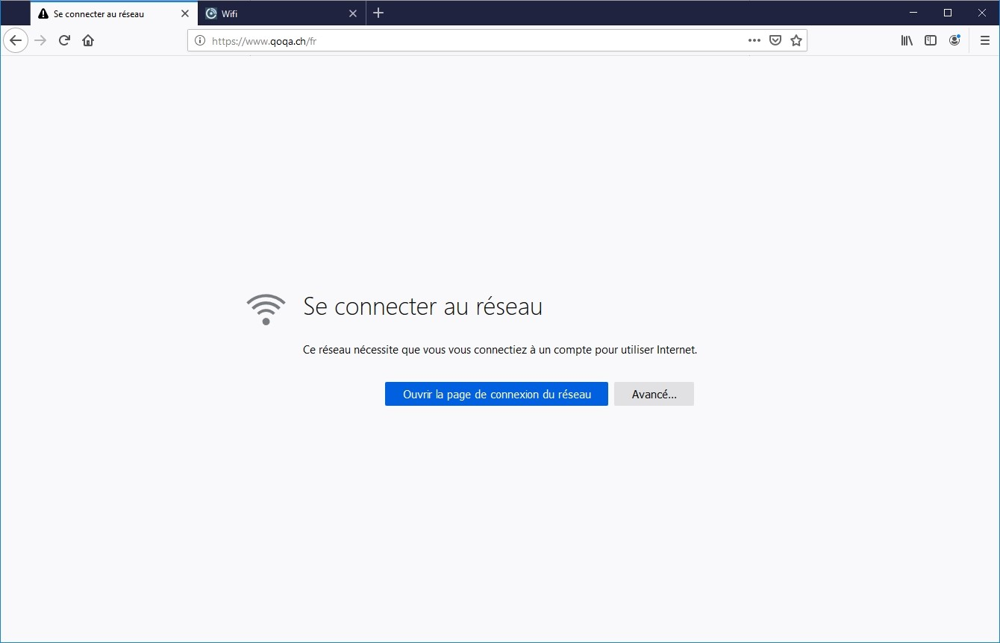 Se connecter au réseau
Wifi
https://www.qoqa.ch/fr
Se connecter au réseau
Ce réseau nécessite que vous vous connectiez à un compte pour utiliser Internet.
Ouvrir la page de connexion du réseau
Avancé...